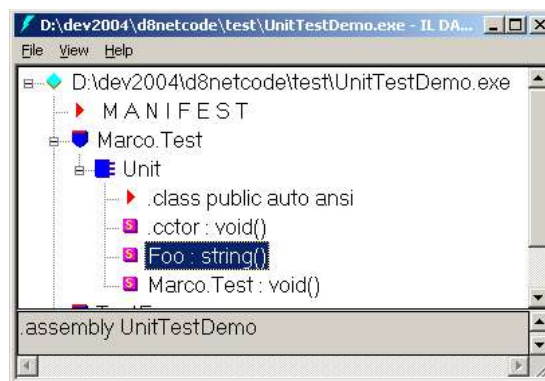 D:\dev2004\d8netcode\test\UnitTestDemo.exe - IL DA...
File View Help
D:\dev2004\d8netcode\test\UnitTestDemo.exe
M A N I F E S T
Marco.Test
Unit
.class public auto ansi
S .cctor : void()
S Foo : string()
S Marco.Test : void()
.assembly UnitTestDemo